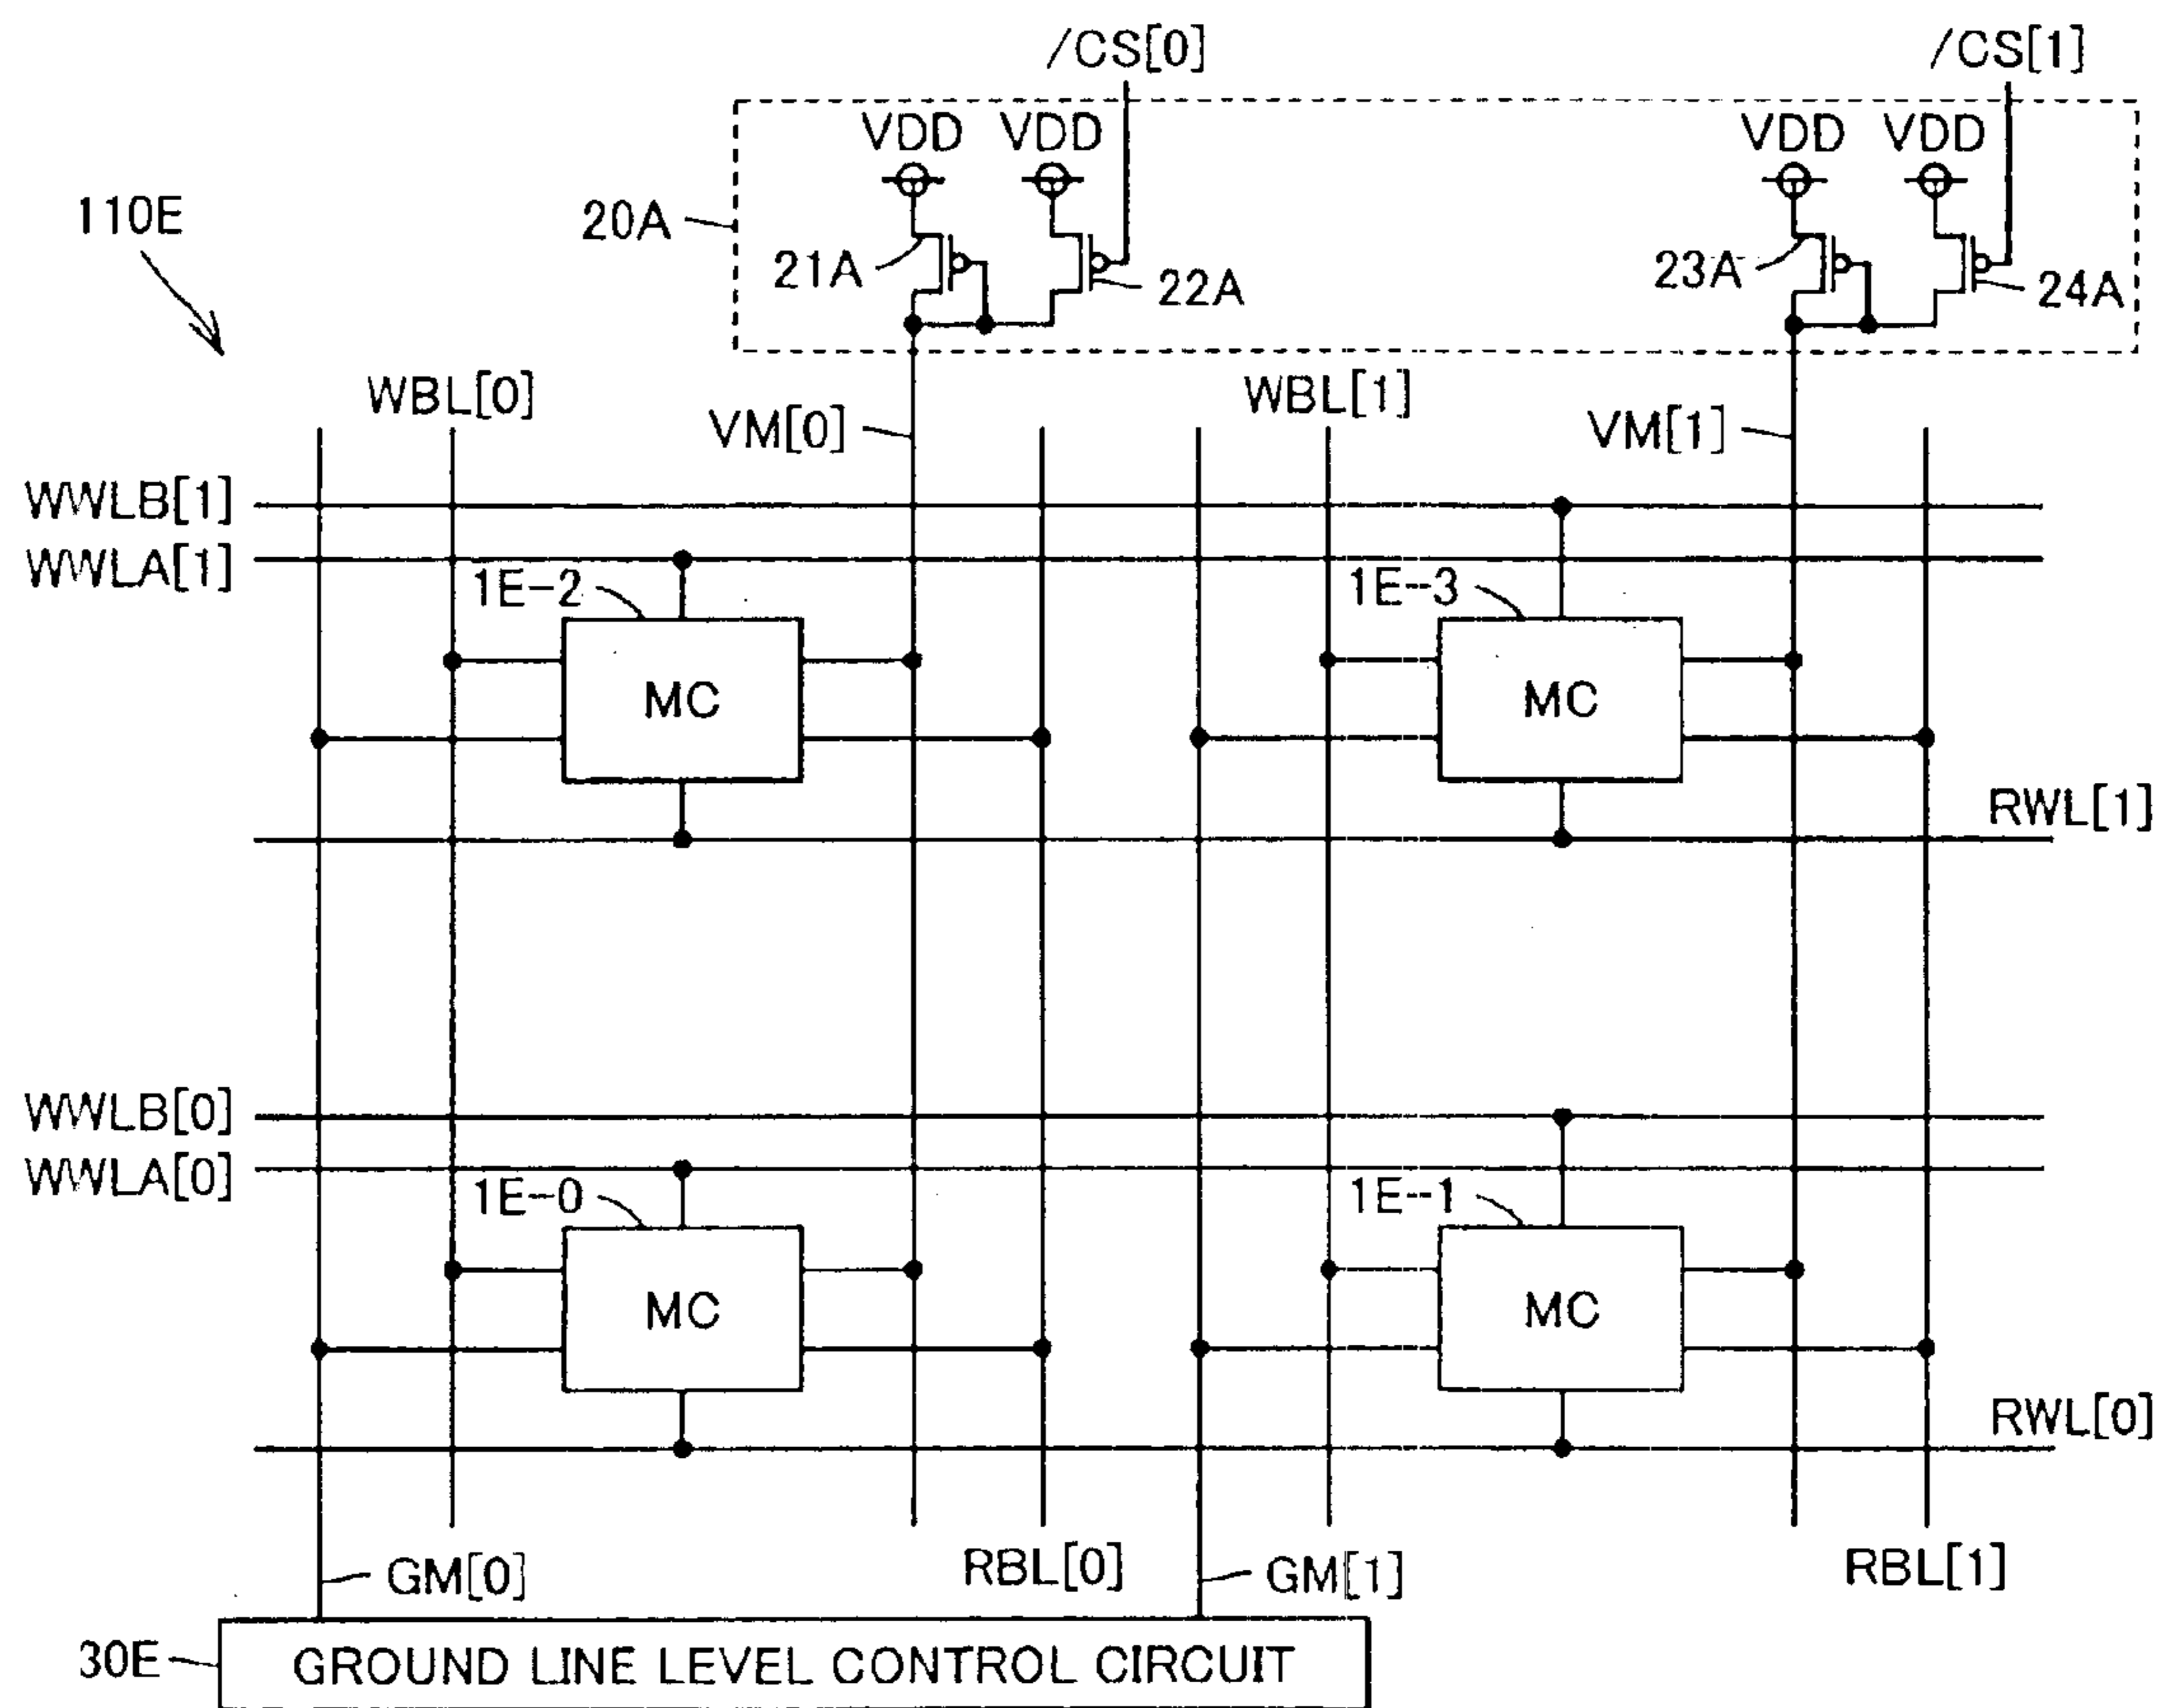 /CS[0] /CS[1]
VDD VDD VDD VDD
110E
20A
21A 22A 23A 24A
WBL[0] VM[0] WBL[1] VM[1]
WWLB[1]
WWLA[1]
1E-2 1E-3
MC MC
RWL[1]
WWLB[0]
WWLA[0]
1E-0 1E-1
MC MC
RWL[0]
GM[0] RBL[0] GM[1] RBL[1]
30E GROUND LINE LEVEL CONTROL CIRCUIT